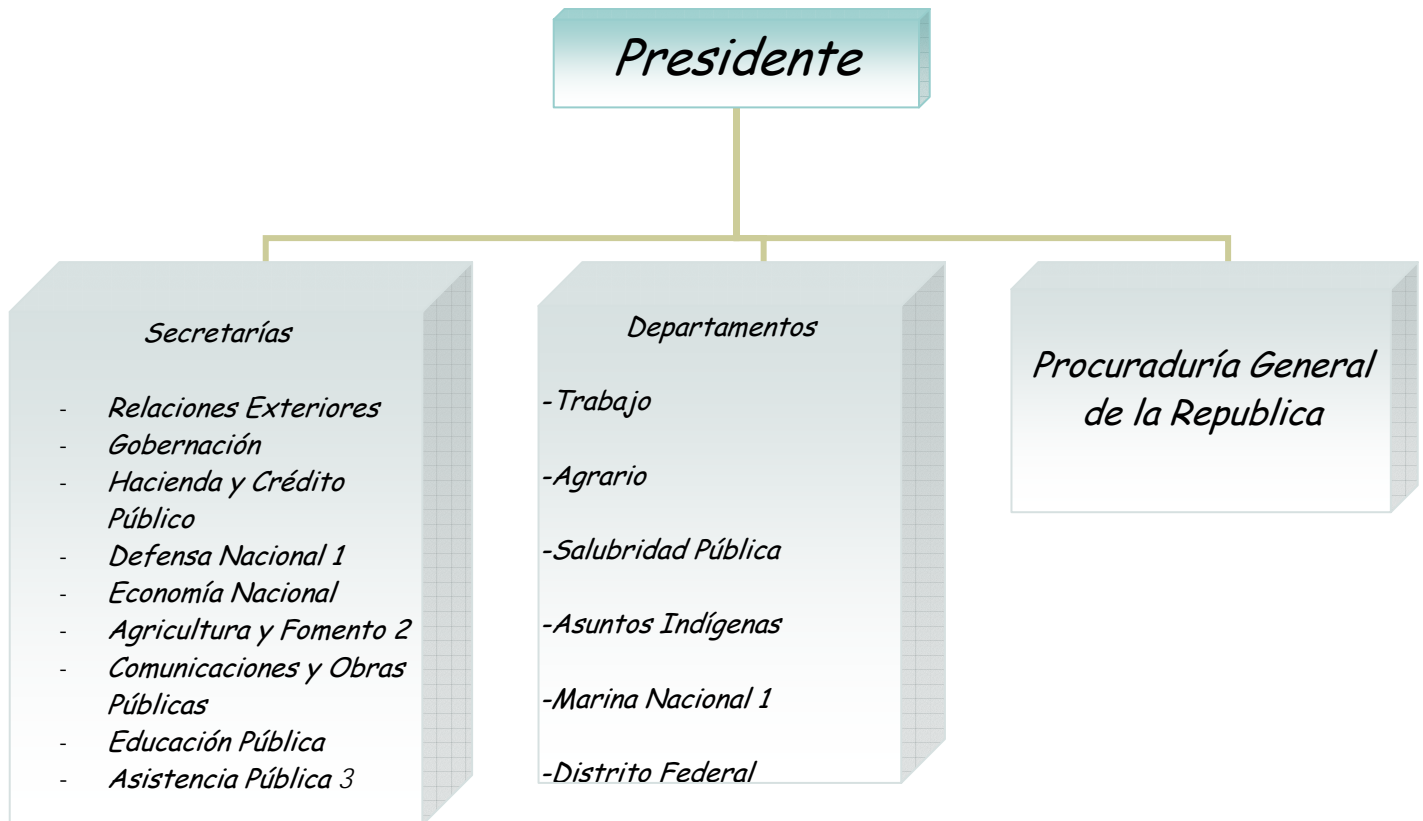 Presidente
Secretarías
- Relaciones Exteriores
- Gobernación
- Hacienda y Crédito
Público
- Defensa Nacional 1
- Economía Nacional
- Agricultura y Fomento 2
- Comunicaciones y Obras
Públicas
- Educación Pública
- Asistencia Pública 3
Departamentos
-Trabajo
-Agrario
-Salubridad Pública
-Asuntos Indígenas
-Marina Nacional 1
-Distrito Federal
Procuraduría General
de la Republica